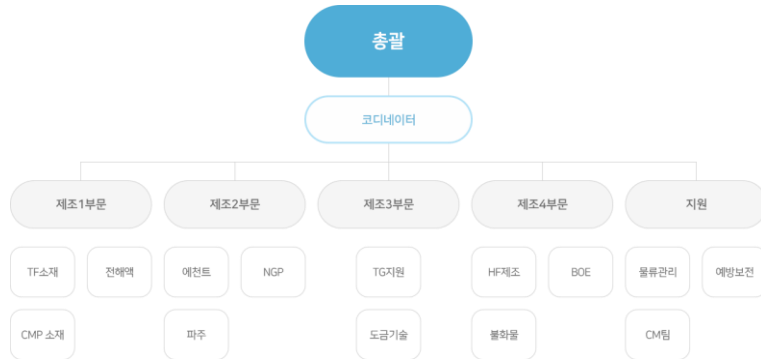 총괄
코디네이터
제조1부문
제조2부문
제조3부문
제조4부문
지원
TF소재
전해액
에천트
NGP
TG지원
HF제조
BOE
물류관리
예방보전
CMP 소재
파주
도금기술
불화물
CM팀